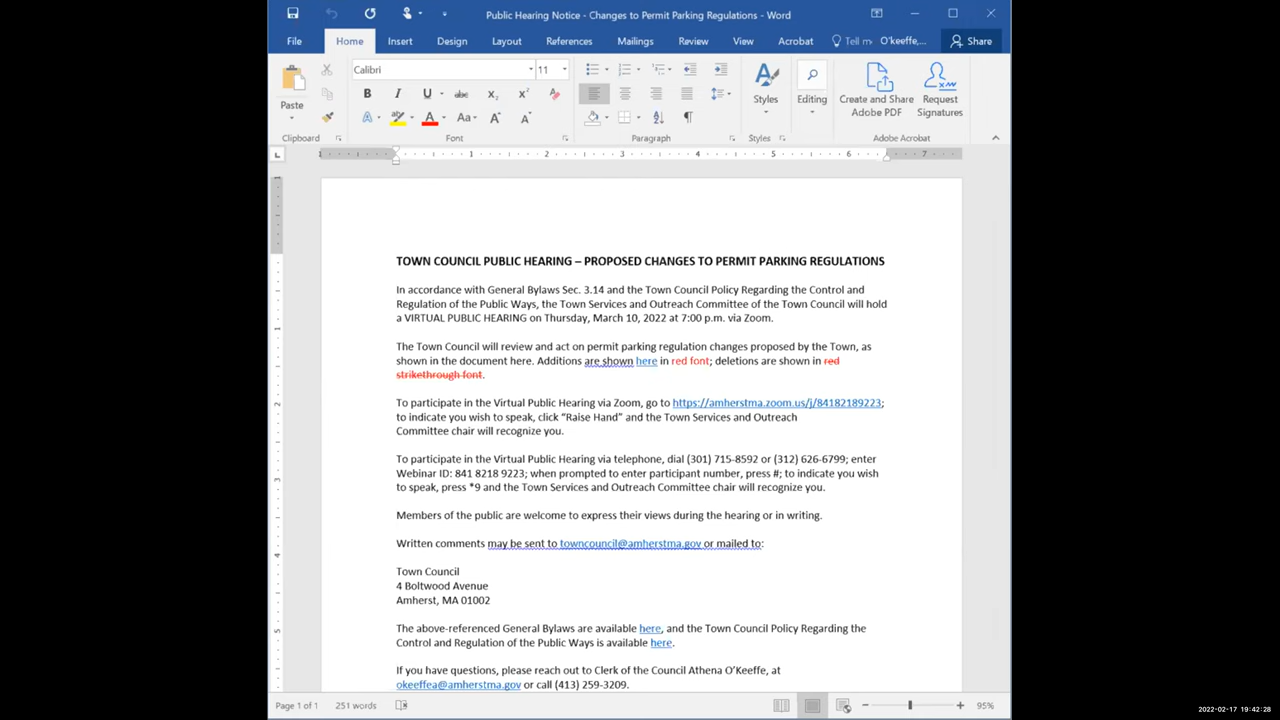 Public Hearing Notice - Changes to Permit Parking Regulations - Word
File Home Insert Design Layout References Mailings Review View Acrobat Tell me O'keeffe,... Share
Calibri 11
Paste
B I U abc X₂ X²
A Aa A A
Styles
Editing
Create and Share Adobe PDF
Request Signatures
Clipboard Font Paragraph Styles Adobe Acrobat
1 1 2 3 4 5 6 7
TOWN COUNCIL PUBLIC HEARING – PROPOSED CHANGES TO PERMIT PARKING REGULATIONS
In accordance with General Bylaws Sec. 3.14 and the Town Council Policy Regarding the Control and
Regulation of the Public Ways, the Town Services and Outreach Committee of the Town Council will hold
a VIRTUAL PUBLIC HEARING on Thursday, March 10, 2022 at 7:00 p.m. via Zoom.
The Town Council will review and act on permit parking regulation changes proposed by the Town, as
shown in the document here. Additions are shown here in red font; deletions are shown in red
strikethrough font.
To participate in the Virtual Public Hearing via Zoom, go to https://amherstma.zoom.us/j/84182189223;
to indicate you wish to speak, click “Raise Hand” and the Town Services and Outreach
Committee chair will recognize you.
To participate in the Virtual Public Hearing via telephone, dial (301) 715-8592 or (312) 626-6799; enter
Webinar ID: 841 8218 9223; when prompted to enter participant number, press #; to indicate you wish
to speak, press *9 and the Town Services and Outreach Committee chair will recognize you.
Members of the public are welcome to express their views during the hearing or in writing.
Written comments may be sent to towncouncil@amherstma.gov or mailed to:
Town Council
4 Boltwood Avenue
Amherst, MA 01002
The above-referenced General Bylaws are available here, and the Town Council Policy Regarding the
Control and Regulation of the Public Ways is available here.
If you have questions, please reach out to Clerk of the Council Athena O’Keeffe, at
okeeffea@amherstma.gov or call (413) 259-3209.
Page 1 of 1 251 words 95%
2022-02-17 19:42:28